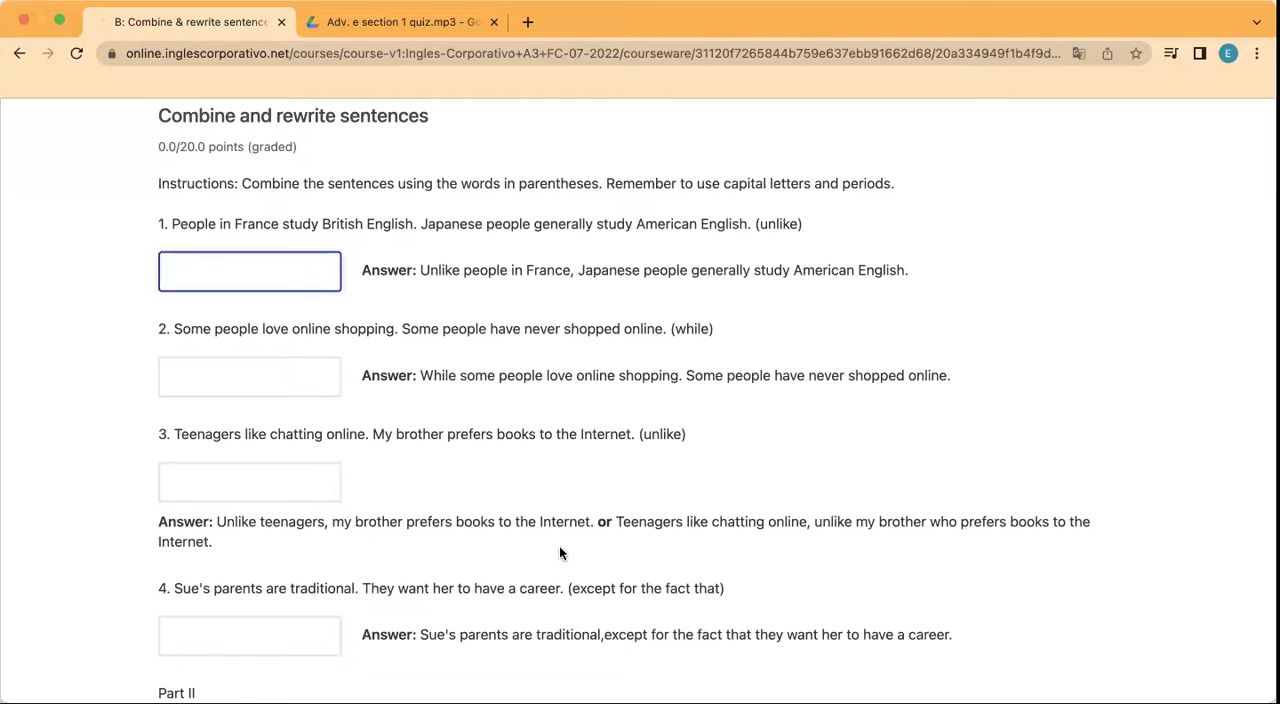 B: Combine & rewrite sentence
Adv. e section 1 quiz.mp3 - Go
online.inglescorporativo.net/courses/course-v1:Ingles-Corporativo+A3+FC-07-2022/courseware/31120f7265844b759e637ebb91662d68/20a334949f1b4f9d...
E
Combine and rewrite sentences
0.0/20.0 points (graded)
Instructions: Combine the sentences using the words in parentheses. Remember to use capital letters and periods.
1. People in France study British English. Japanese people generally study American English. (unlike)
Answer: Unlike people in France, Japanese people generally study American English.
2. Some people love online shopping. Some people have never shopped online. (while)
Answer: While some people love online shopping. Some people have never shopped online.
3. Teenagers like chatting online. My brother prefers books to the Internet. (unlike)
Answer: Unlike teenagers, my brother prefers books to the Internet. or Teenagers like chatting online, unlike my brother who prefers books to the
Internet.
4. Sue's parents are traditional. They want her to have a career. (except for the fact that)
Answer: Sue's parents are traditional,except for the fact that they want her to have a career.
Part II